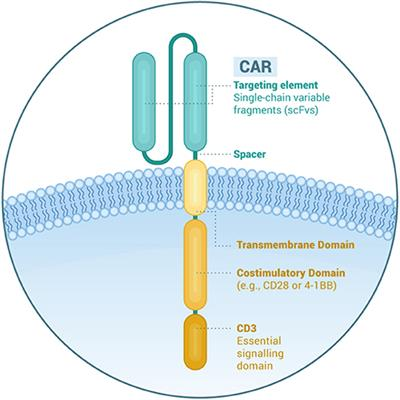 CAR
Targeting element
Single-chain variable
fragments (scFvs)
Spacer
Transmembrane Domain
Costimulatory Domain
(e.g., CD28 or 4-1BB)
CD3
Essential
signalling
domain